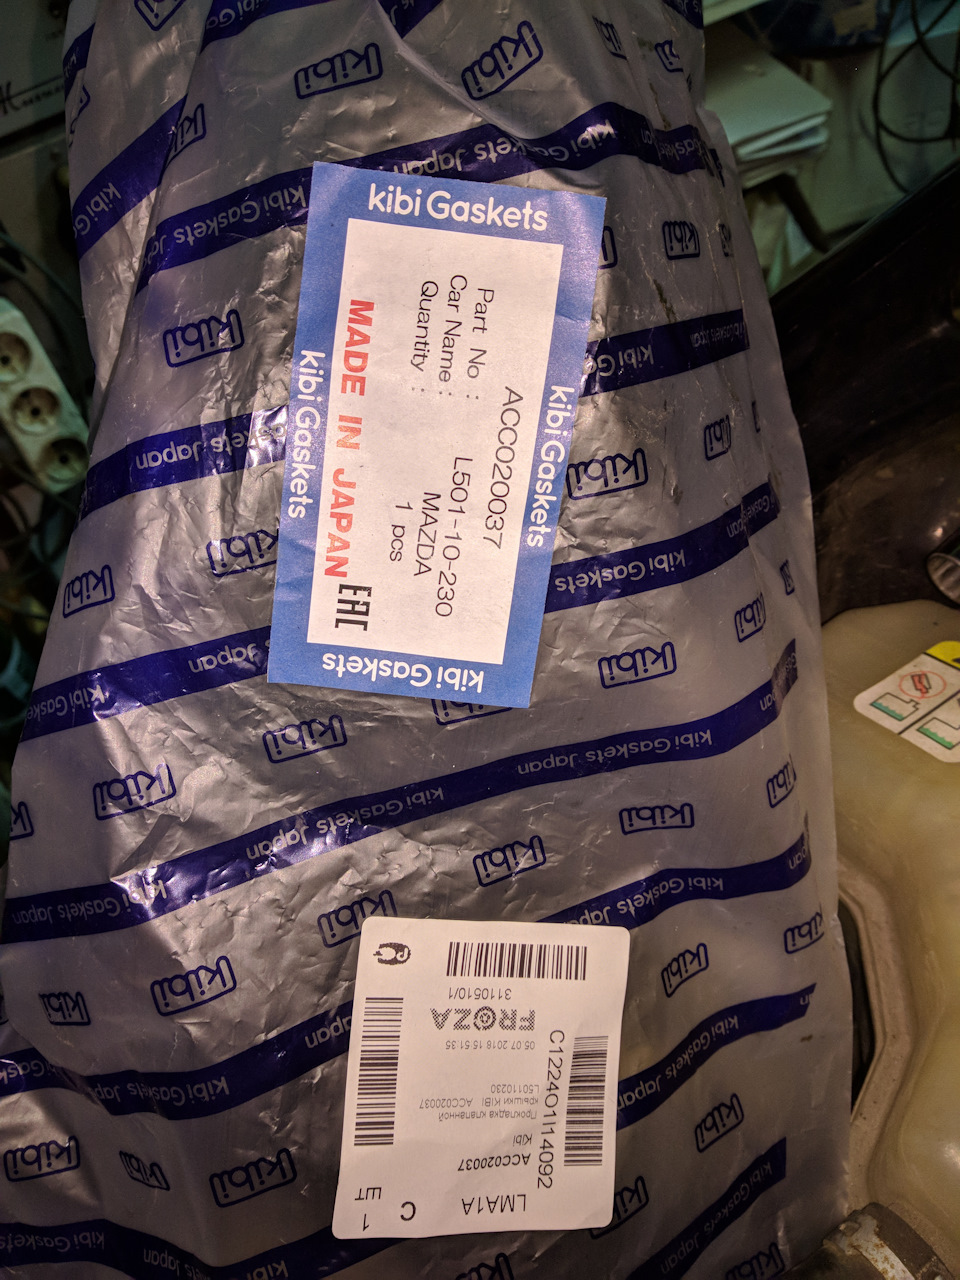 kibi Gaskets
Part No : ACC020037
L501-10-230
Car Name : MAZDA
Quantity : 1 pcs
MADE IN JAPAN
EAC
kibi Gaskets
kibi Gaskets
kibi Gaskets
kibi
kibi Gaskets Japan
3110510/1
FROZA
05.07.2018 15:51:35
C122401114092
Прокладка клапанной
крышки KIBI ACC020037
L50110230
Kibi
ACC020037
LMA1A
1 ШТ
C